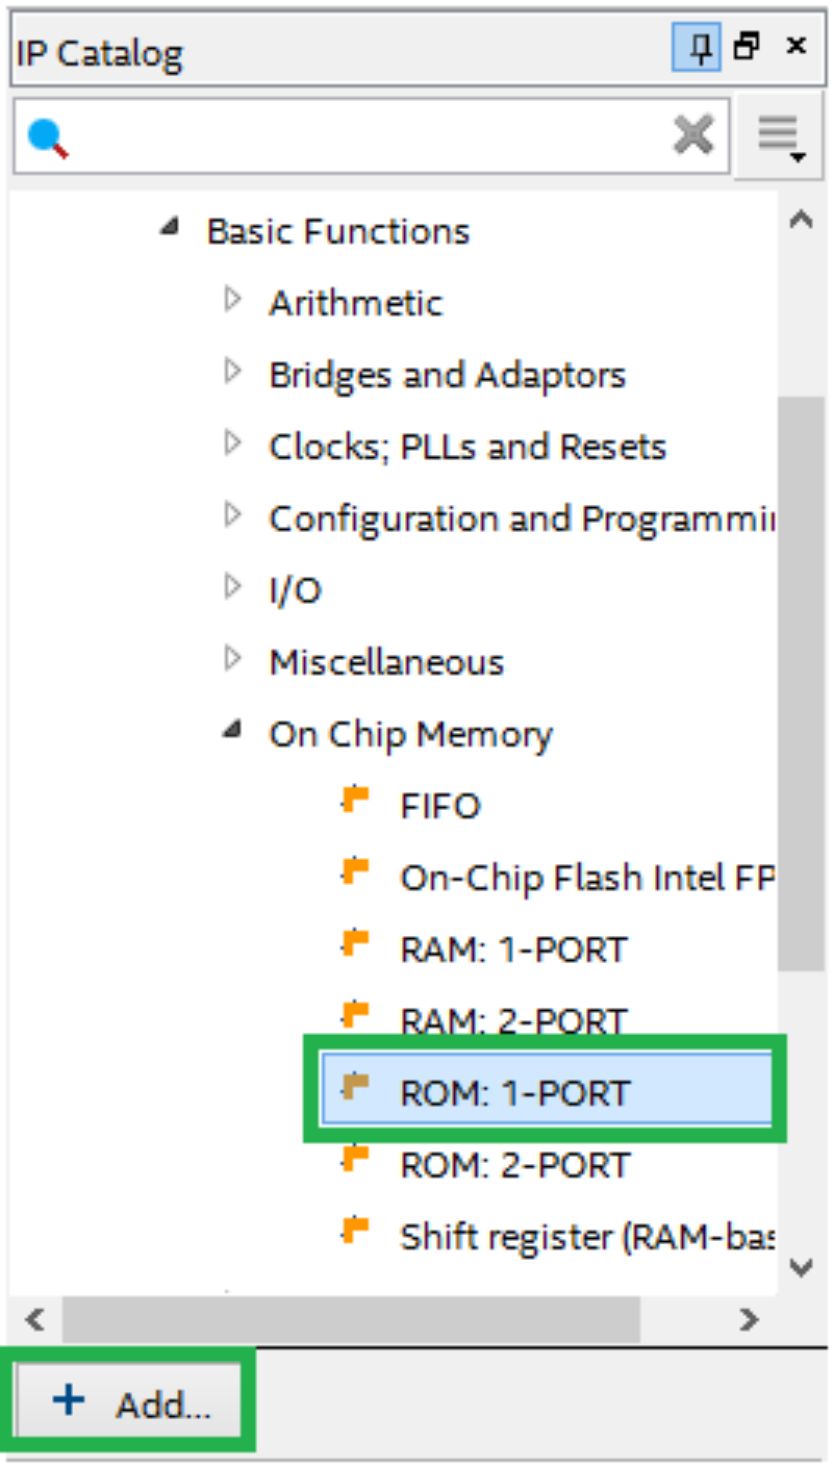 IP Catalog
Basic Functions
Arithmetic
Bridges and Adaptors
Clocks; PLLs and Resets
Configuration and Programmi
I/O
Miscellaneous
On Chip Memory
FIFO
On-Chip Flash Intel FP
RAM: 1-PORT
RAM: 2-PORT
ROM: 1-PORT
ROM: 2-PORT
Shift register (RAM-bas
+ Add...